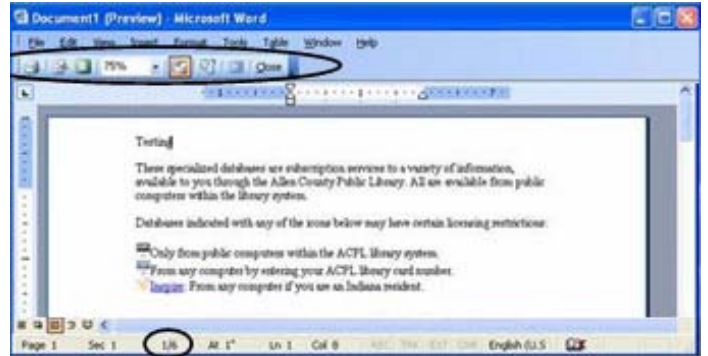 Document1 (Preview) - Microsoft Word
File Edit View Insert Format Tools Table Window Help
75% Close
Testing
These specialized databases are subscription services to a variety of information,
available to you through the Allen County Public Library. All are available from public
computers within the library system.
Databases indicated with any of the icons below may have certain licensing restrictions:
Only from public computers within the ACPL library system.
From any computer by entering your ACPL library card number.
Inspire: From any computer if you are an Indiana resident.
Page 1 Sec 1 1/6 At 1" Ln 1 Col 8 English (U.S